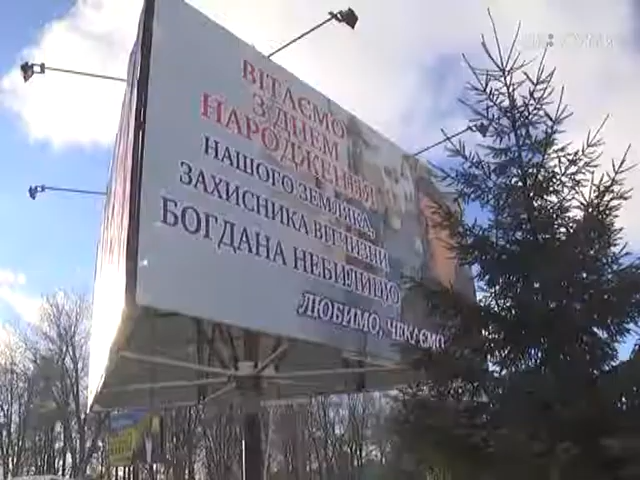 ВІТАЄМО
З ДНЕМ
НАРОДЖЕННЯ
НАШОГО ЗЕМЛЯКА,
ЗАХИСНИКА ВІТЧИЗНИ
БОГДАНА НЕБИЛИЦЮ
ЛЮБИМО, ЧЕКАЄМО